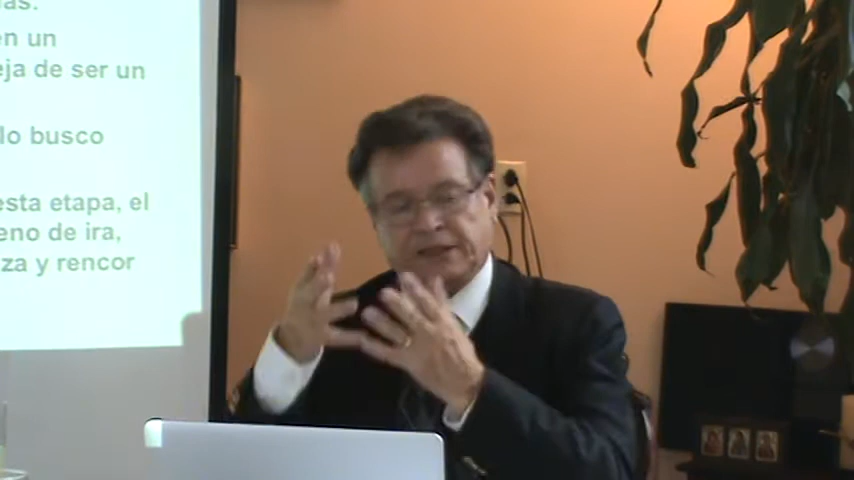 en un
eja de ser un
lo busco
esta etapa, el
eno de ira,
za y rencor